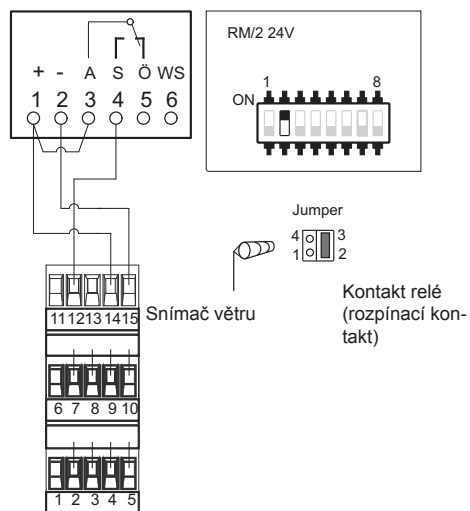 + - A S Ö WS
1 2 3 4 5 6
RM/2 24V
1 8
ON
Jumper
4 3
1 2
Snímač větru
Kontakt relé
(rozpínací kon-
takt)
11 12 13 14 15
6 7 8 9 10
1 2 3 4 5